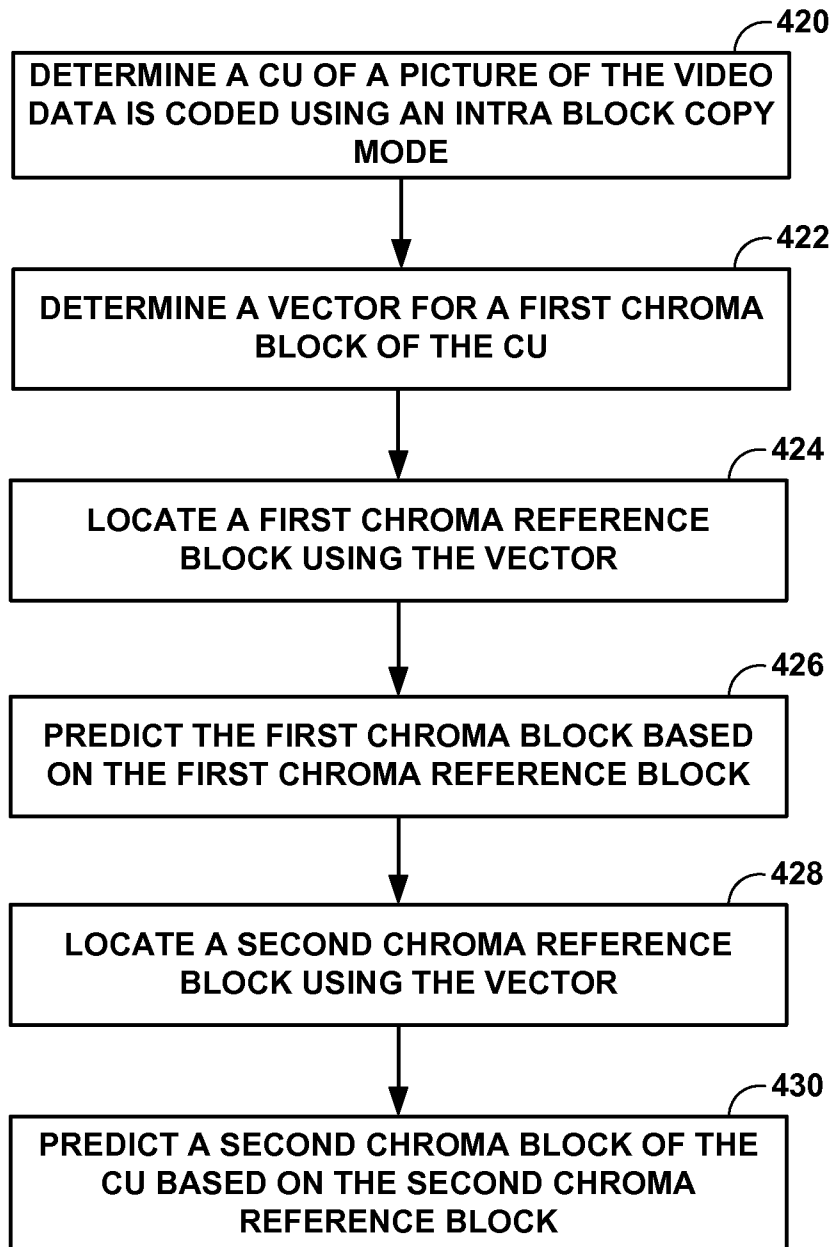 420
DETERMINE A CU OF A PICTURE OF THE VIDEO
DATA IS CODED USING AN INTRA BLOCK COPY
MODE
422
DETERMINE A VECTOR FOR A FIRST CHROMA
BLOCK OF THE CU
424
LOCATE A FIRST CHROMA REFERENCE
BLOCK USING THE VECTOR
426
PREDICT THE FIRST CHROMA BLOCK BASED
ON THE FIRST CHROMA REFERENCE BLOCK
428
LOCATE A SECOND CHROMA REFERENCE
BLOCK USING THE VECTOR
430
PREDICT A SECOND CHROMA BLOCK OF THE
CU BASED ON THE SECOND CHROMA
REFERENCE BLOCK